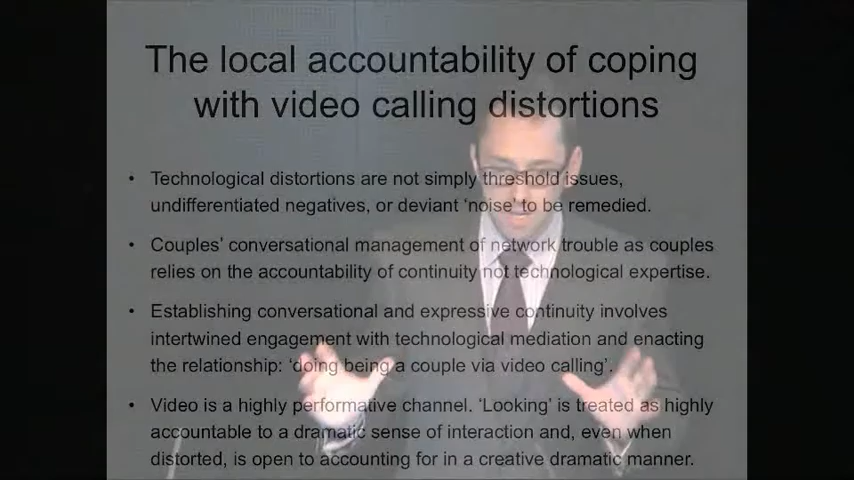 The local accountability of coping
with video calling distortions
• Technological distortions are not simply threshold issues,
undifferentiated negatives, or deviant ‘noise’ to be remedied.
• Couples’ conversational management of network trouble as couples
relies on the accountability of continuity not technological expertise.
• Establishing conversational and expressive continuity involves
intertwined engagement with technological mediation and enacting
the relationship: ‘doing being a couple via video calling’.
• Video is a highly performative channel. ‘Looking’ is treated as highly
accountable to a dramatic sense of interaction and, even when
distorted, is open to accounting for in a creative dramatic manner.